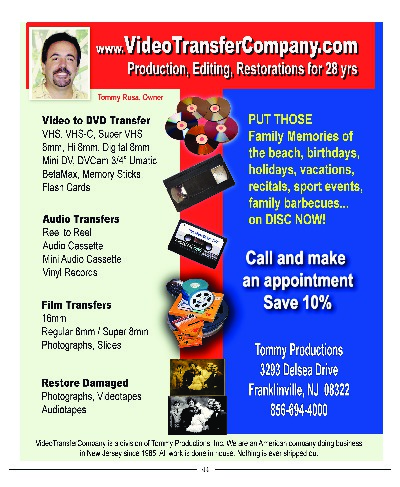 www.VideoTransferCompany.com
Production, Editing, Restorations for 28 yrs
Tommy Rusa, Owner
Video to DVD Transfer
VHS, VHS-C, Super VHS
8mm, Hi 8mm, Digital 8mm
Mini DV, DVCam 3/4" Umatic
BetaMax, Memory Sticks
Flash Cards
Audio Transfers
Reel to Reel
Audio Cassette
Mini Audio Cassette
Vinyl Records
Film Transfers
16mm
Regular 8mm / Super 8mm
Photographs, Slides
Restore Damaged
Photographs, Videotapes
Audiotapes
PUT THOSE
Family Memories of
the beach, birthdays,
holidays, vacations,
recitals, sport events,
family barbecues...
on DISC NOW!
Call and make
an appointment
Save 10%
Tommy Productions
3293 Delsea Drive
Franklinville, NJ 08322
856-694-4000
VideoTransferCompany is a division of Tommy Productions, Inc. We are an American company doing business
in New Jersey since 1985. All work is done in house. Nothing is ever shipped out.